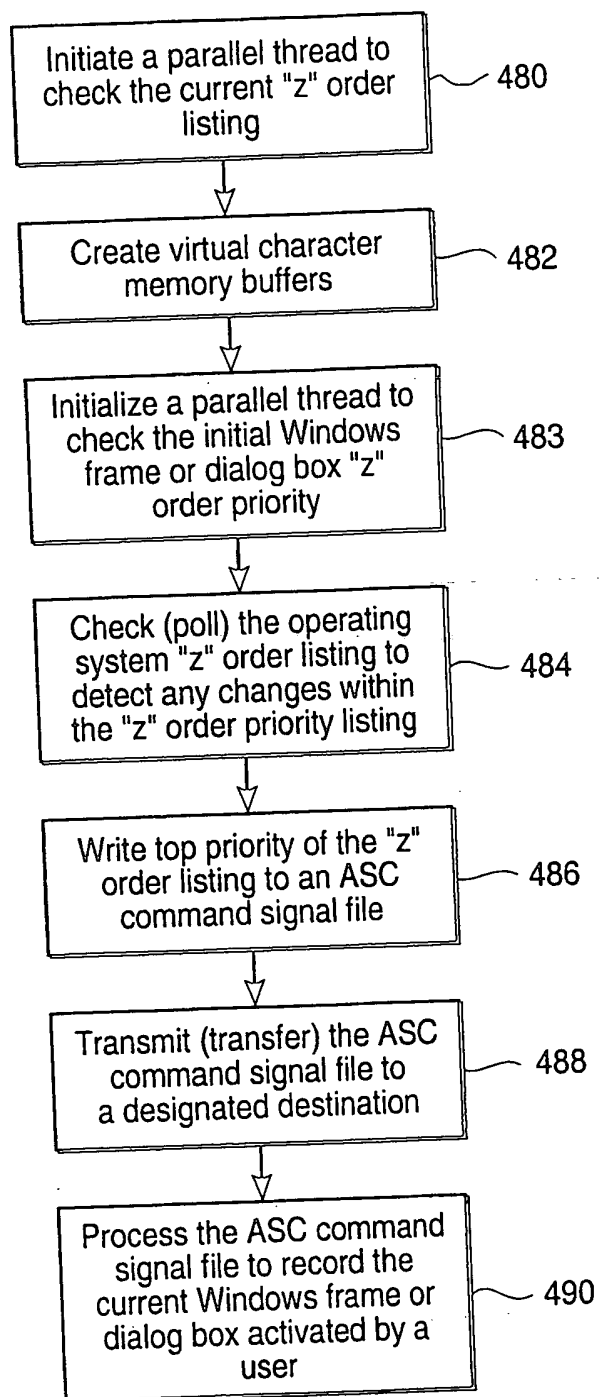 Initiate a parallel thread to
check the current "z" order
listing
480
Create virtual character
memory buffers
482
Initialize a parallel thread to
check the initial Windows
frame or dialog box "z"
order priority
483
Check (poll) the operating
system "z" order listing to
detect any changes within
the "z" order priority listing
484
Write top priority of the "z"
order listing to an ASC
command signal file
486
Transmit (transfer) the ASC
command signal file to
a designated destination
488
Process the ASC command
signal file to record the
current Windows frame or
dialog box activated by a
user
490